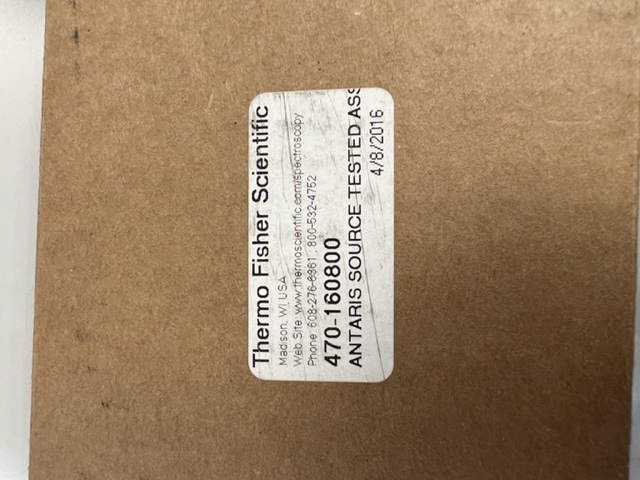 Thermo Fisher Scientific
Madison, WI USA
Web Site: www.thermoscientific.com/spectroscopy
Phone: 608-276-6361 : 800-532-4752
470-160800
ANTARIS SOURCE TESTED ASS
4/8/2016